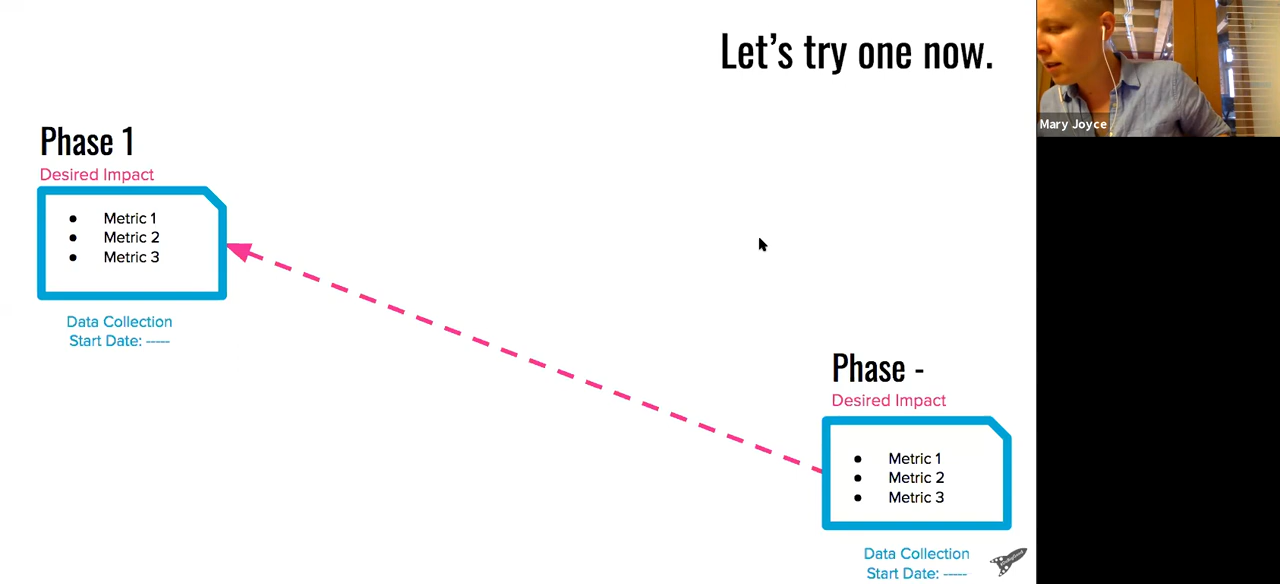 Let's try one now.
Mary Joyce
Phase 1
Desired Impact
● Metric 1
● Metric 2
● Metric 3
Data Collection
Start Date: -----
Phase -
Desired Impact
● Metric 1
● Metric 2
● Metric 3
Data Collection
Start Date: -----